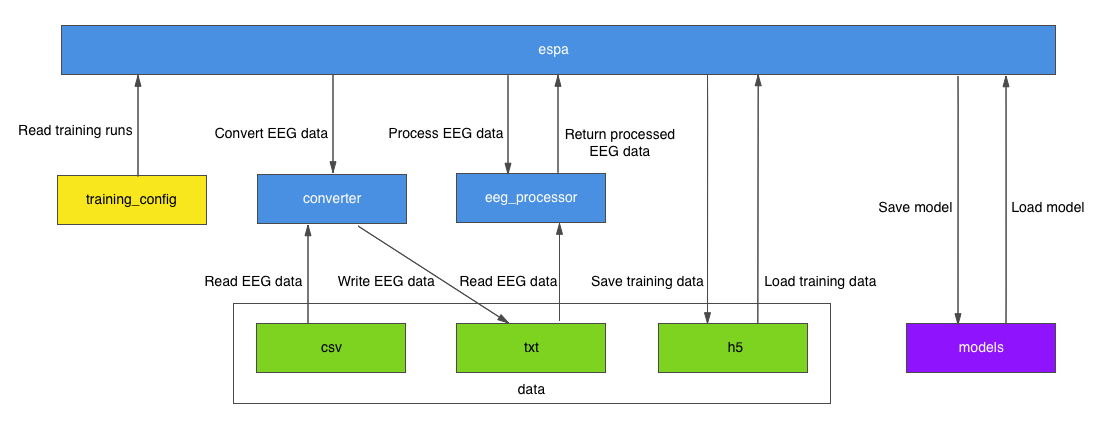 espa
Read training runs
Convert EEG data
Process EEG data
Return processed
EEG data
training_config
converter
eeg_processor
Save model
Load model
Read EEG data
Write EEG data
Read EEG data
Save training data
Load training data
csv
txt
h5
models
data